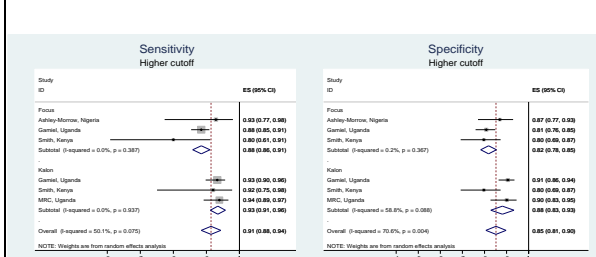 Sensitivity
Higher cutoff
Study
ID
ES (95% CI)
Focus
Ashley-Morrow, Nigeria 0.93 (0.77, 0.98)
Gamiel, Uganda 0.88 (0.85, 0.91)
Smith, Kenya 0.80 (0.61, 0.91)
Subtotal (I-squared = 0.0%, p = 0.387) 0.88 (0.86, 0.91)
.
Kalon
Gamiel, Uganda 0.93 (0.90, 0.96)
Smith, Kenya 0.92 (0.75, 0.98)
MRC, Uganda 0.94 (0.89, 0.97)
Subtotal (I-squared = 0.0%, p = 0.937) 0.93 (0.91, 0.96)
.
Overall (I-squared = 50.1%, p = 0.075) 0.91 (0.88, 0.94)
NOTE: Weights are from random effects analysis
Specificity
Higher cutoff
Study
ID
ES (95% CI)
Focus
Ashley-Morrow, Nigeria 0.87 (0.77, 0.93)
Gamiel, Uganda 0.81 (0.76, 0.85)
Smith, Kenya 0.80 (0.69, 0.87)
Subtotal (I-squared = 0.2%, p = 0.367) 0.82 (0.78, 0.85)
.
Kalon
Gamiel, Uganda 0.91 (0.86, 0.94)
Smith, Kenya 0.80 (0.69, 0.87)
MRC, Uganda 0.90 (0.83, 0.95)
Subtotal (I-squared = 58.8%, p = 0.088) 0.88 (0.83, 0.93)
.
Overall (I-squared = 70.6%, p = 0.004) 0.85 (0.81, 0.90)
NOTE: Weights are from random effects analysis